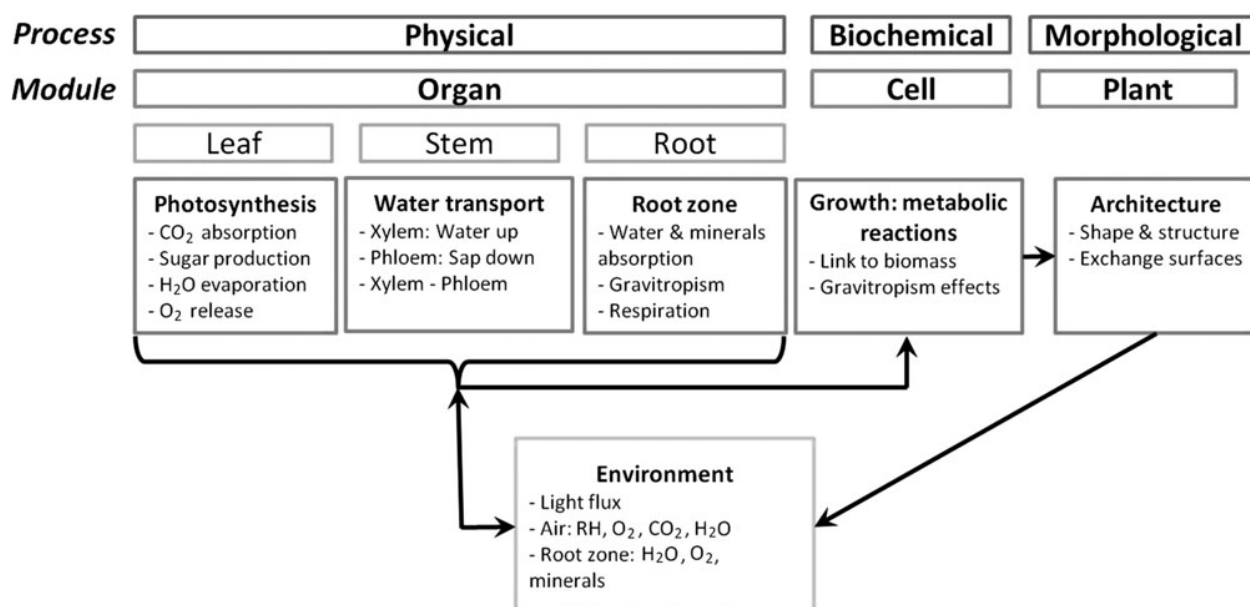 Process Physical Biochemical Morphological
Module Organ Cell Plant
Leaf Stem Root
Photosynthesis
- CO₂ absorption
- Sugar production
- H₂O evaporation
- O₂ release
Water transport
- Xylem: Water up
- Phloem: Sap down
- Xylem - Phloem
Root zone
- Water & minerals
absorption
- Gravitropism
- Respiration
Growth: metabolic
reactions
- Link to biomass
- Gravitropism effects
Architecture
- Shape & structure
- Exchange surfaces
Environment
- Light flux
- Air: RH, O₂, CO₂, H₂O
- Root zone: H₂O, O₂,
minerals